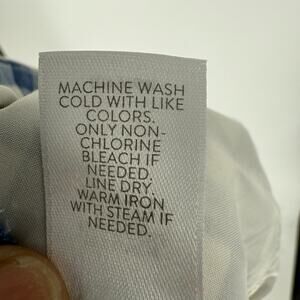 MACHINE WASH
COLD WITH LIKE
COLORS.
ONLY NON-
CHLORINE
BLEACH IF
NEEDED.
LINE DRY.
WARM IRON
WITH STEAM IF
NEEDED.